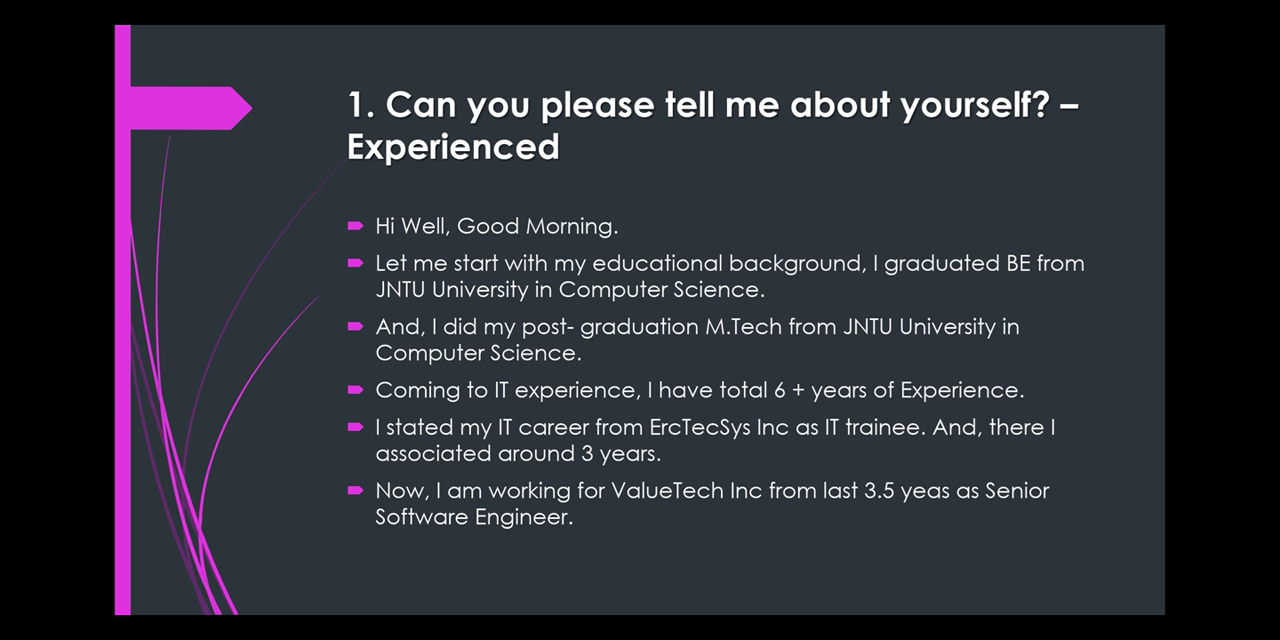 1. Can you please tell me about yourself? –
Experienced
Hi Well, Good Morning.
Let me start with my educational background, I graduated BE from
JNTU University in Computer Science.
And, I did my post- graduation M.Tech from JNTU University in
Computer Science.
Coming to IT experience, I have total 6 + years of Experience.
I stated my IT career from ErcTecSys Inc as IT trainee. And, there I
associated around 3 years.
Now, I am working for ValueTech Inc from last 3.5 yeas as Senior
Software Engineer.